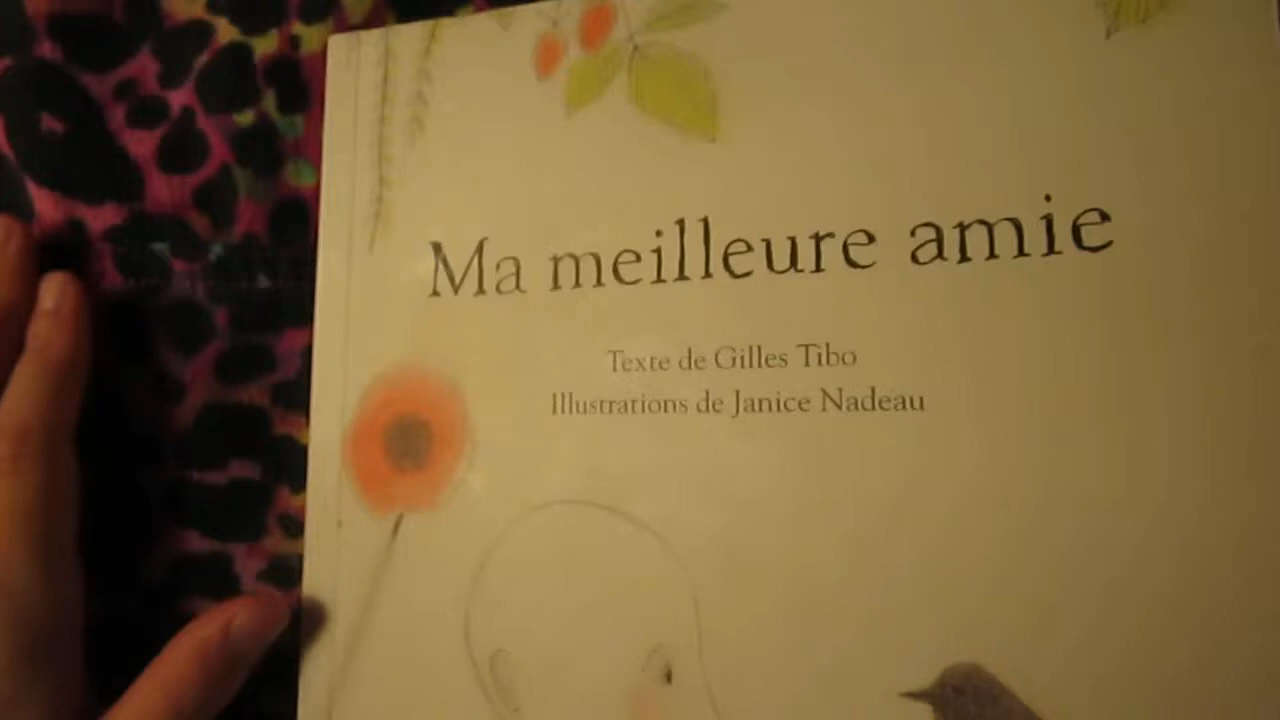 Ma meilleure amie
Texte de Gilles Tibo
Illustrations de Janice Nadeau